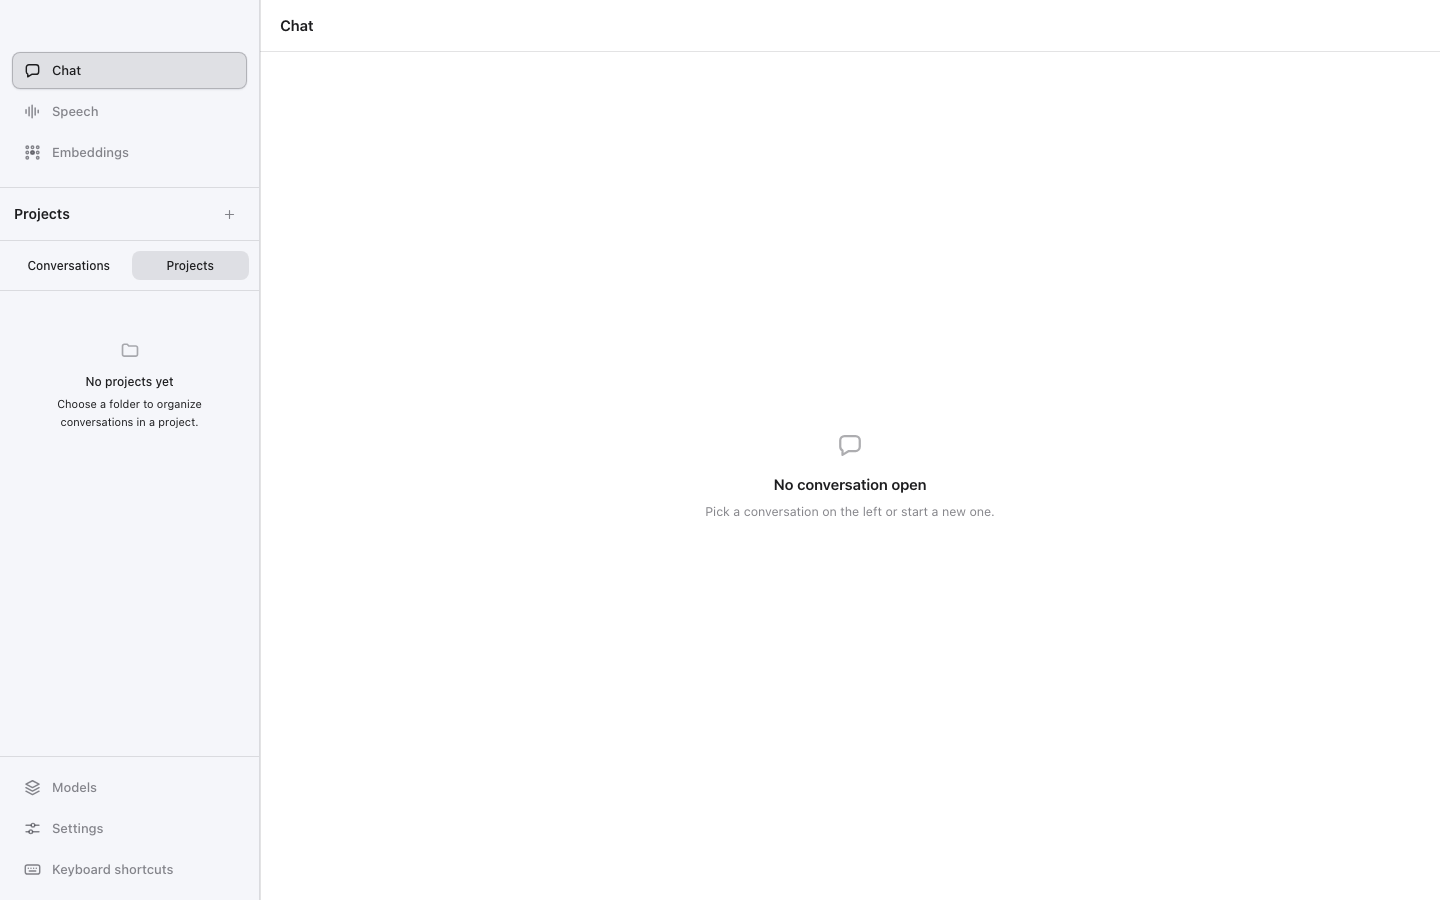 Chat
Speech
Embeddings
Projects
Conversations
Projects
No projects yet
Choose a folder to organize
conversations in a project.
Models
Settings
Keyboard shortcuts
Chat
No conversation open
Pick a conversation on the left or start a new one.